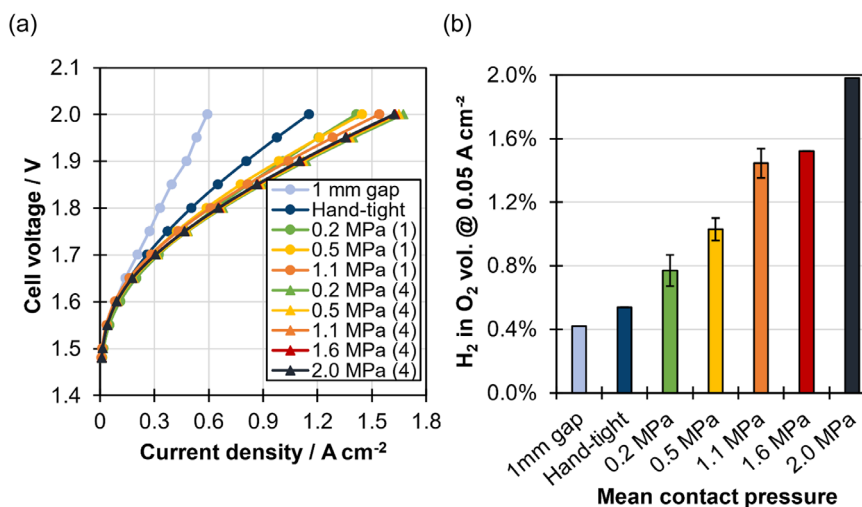 (a)
(b)
2.1
2.0
1.9
1.8
1.7
1.6
1.5
1.4
Cell voltage / V
0
0.3
0.6
0.9
1.2
1.5
1.8
Current density / A cm⁻²
1 mm gap
Hand-tight
0.2 MPa (1)
0.5 MPa (1)
1.1 MPa (1)
0.2 MPa (4)
0.5 MPa (4)
1.1 MPa (4)
1.6 MPa (4)
2.0 MPa (4)
2.0%
1.6%
1.2%
0.8%
0.4%
0.0%
H₂ in O₂ vol. @ 0.05 A cm⁻²
1mm gap
Hand-tight
0.2 MPa
0.5 MPa
1.1 MPa
1.6 MPa
2.0 MPa
Mean contact pressure